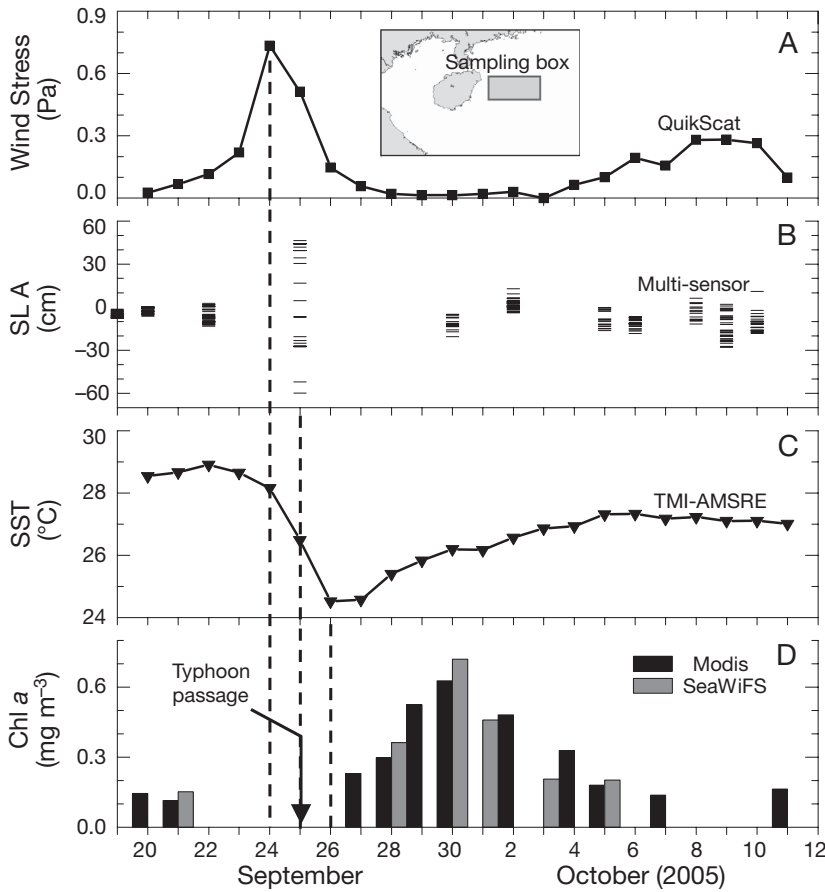 0.9
0.6
0.3
0.0
Wind Stress
(Pa)
A
Sampling box
QuikScat
60
30
0
–30
–60
SL A
(cm)
B
Multi-sensor
30
28
26
24
SST
(°C)
C
TMI-AMSRE
0.6
0.3
0.0
Chl a
(mg m–3)
D
Modis
SeaWiFS
Typhoon
passage
20 22 24 26 28 30 2 4 6 8 10 12
September October (2005)